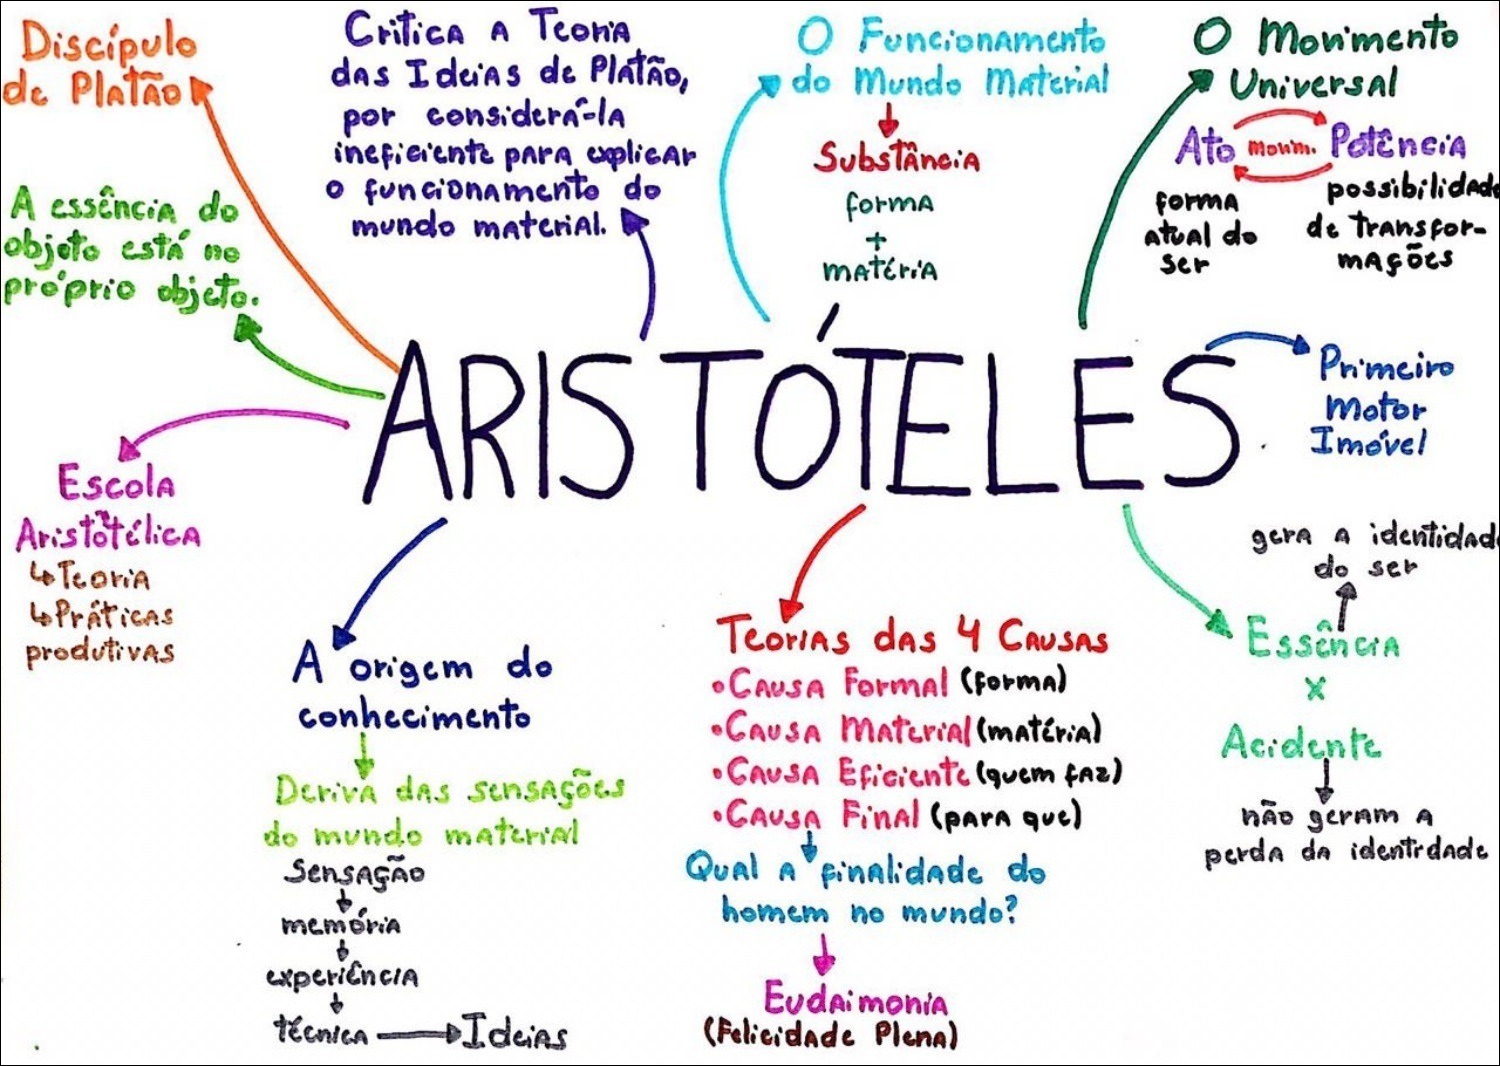 Discípulo
de Platão
Critica a Teoria
das Ideias de Platão,
por considerá-la
ineficiente para explicar
o funcionamento do
mundo material.
O Funcionamento
do Mundo Material
Substância
forma
+
matéria
O Movimento
Universal
Ato movim. Potência
forma
atual do
ser
possibilidade
de transfor-
mações
A essência do
objeto está no
próprio objeto.
ARISTÓTELES
Primeiro
Motor
Imóvel
Escola
Aristotélica
↳Teoria
↳Práticas
produtivas
A origem do
conhecimento
Deriva das sensações
do mundo material
sensação
memória
experiência
técnica
Ideias
Teorias das 4 Causas
•Causa Formal (forma)
•Causa Material (matéria)
•Causa Eficiente (quem faz)
•Causa Final (para que)
Qual a finalidade do
homem no mundo?
Eudaimonia
(Felicidade Plena)
gera a identidade
do ser
Essência
x
Acidente
não geram a
perda da identidade